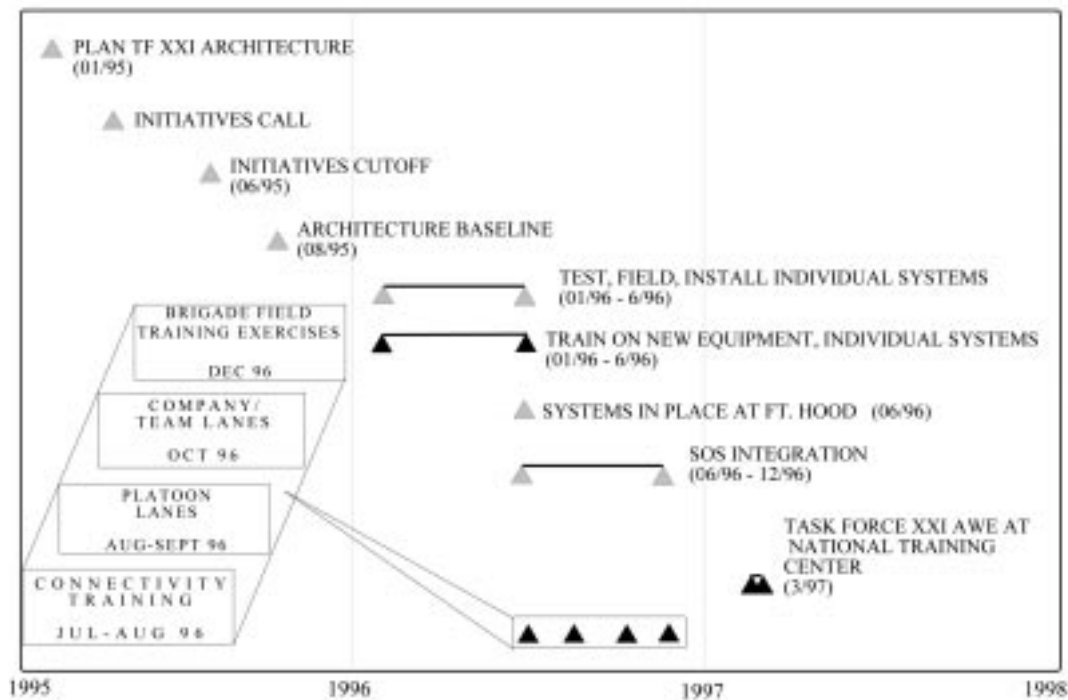 PLAN TF XXI ARCHITECTURE
(01/95)
INITIATIVES CALL
INITIATIVES CUTOFF
(06/95)
ARCHITECTURE BASELINE
(08/95)
TEST, FIELD, INSTALL INDIVIDUAL SYSTEMS
(01/96 - 6/96)
TRAIN ON NEW EQUIPMENT, INDIVIDUAL SYSTEMS
(01/96 - 6/96)
SYSTEMS IN PLACE AT FT. HOOD (06/96)
SOS INTEGRATION
(06/96 - 12/96)
TASK FORCE XXI AWE AT
NATIONAL TRAINING
CENTER
(3/97)
BRIGADE FIELD
TRAINING EXERCISES
DEC 96
COMPANY/
TEAM LANES
OCT 96
PLATOON
LANES
AUG-SEPT 96
CONNECTIVITY
TRAINING
JUL-AUG 96
1995 1996 1997 1998